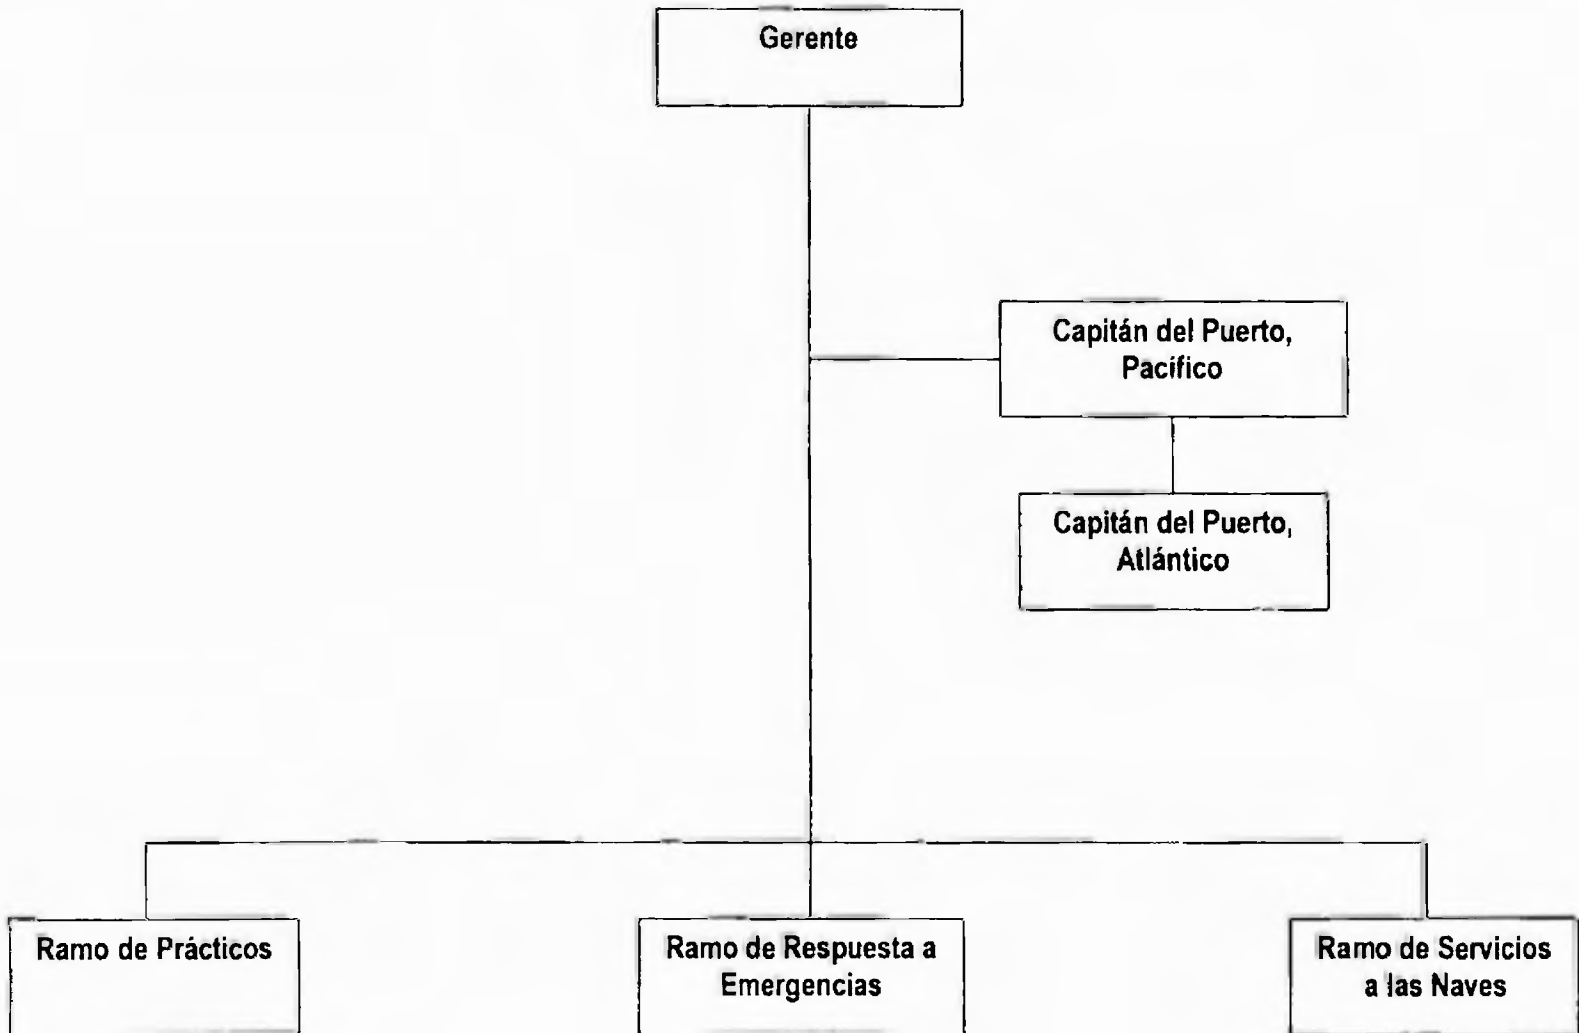 Gerente
Capitán del Puerto,
Pacífico
Capitán del Puerto,
Atlántico
Ramo de Prácticos
Ramo de Respuesta a
Emergencias
Ramo de Servicios
a las Naves